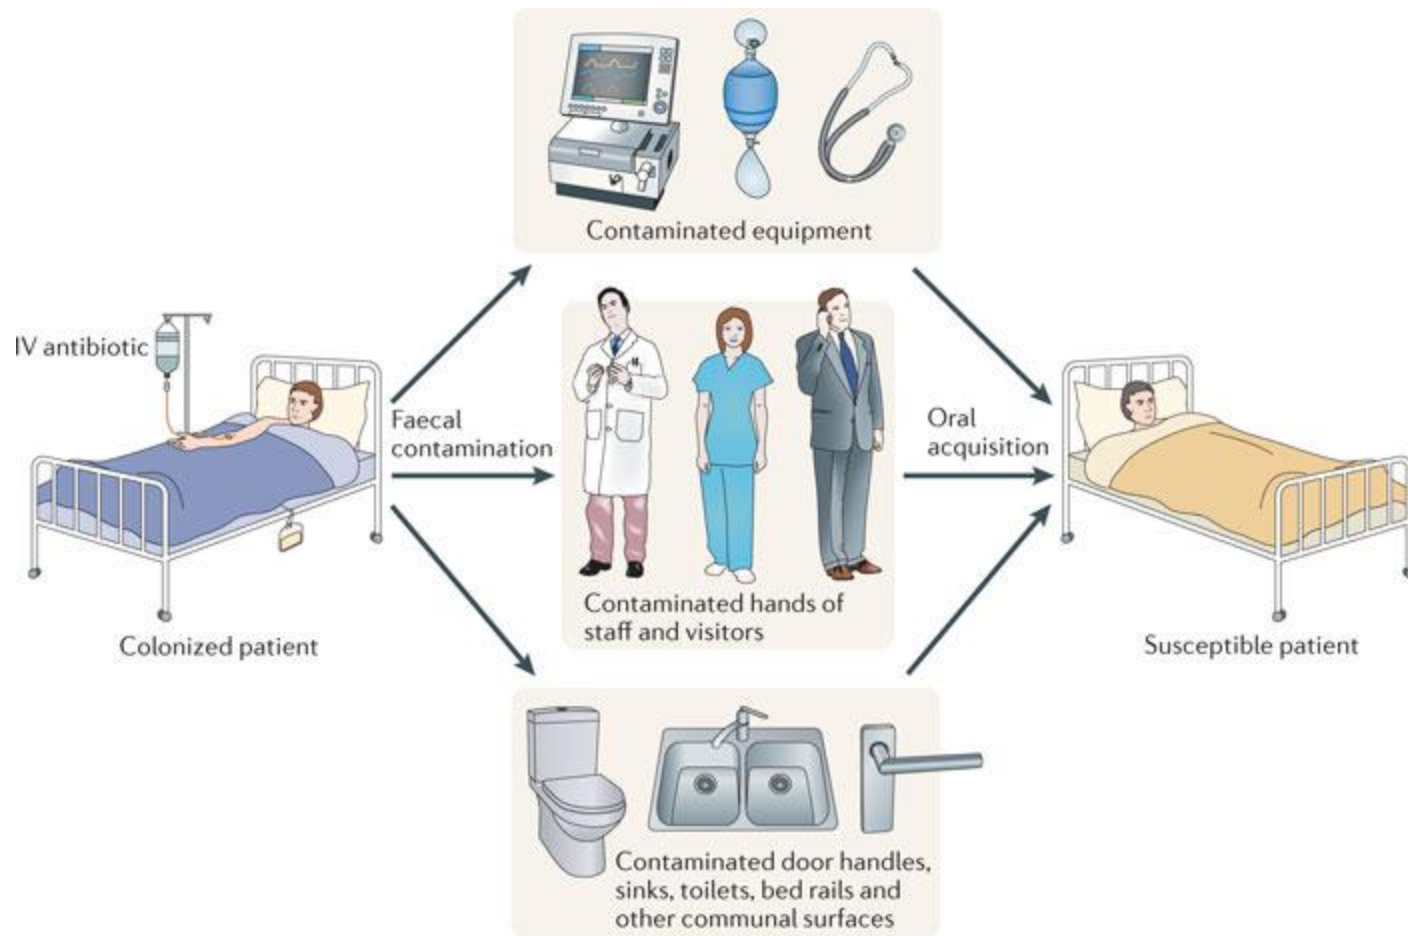 Contaminated equipment
IV antibiotic
Faecal
contamination
Oral
acquisition
Contaminated hands of
staff and visitors
Colonized patient
Susceptible patient
Contaminated door handles,
sinks, toilets, bed rails and
other communal surfaces